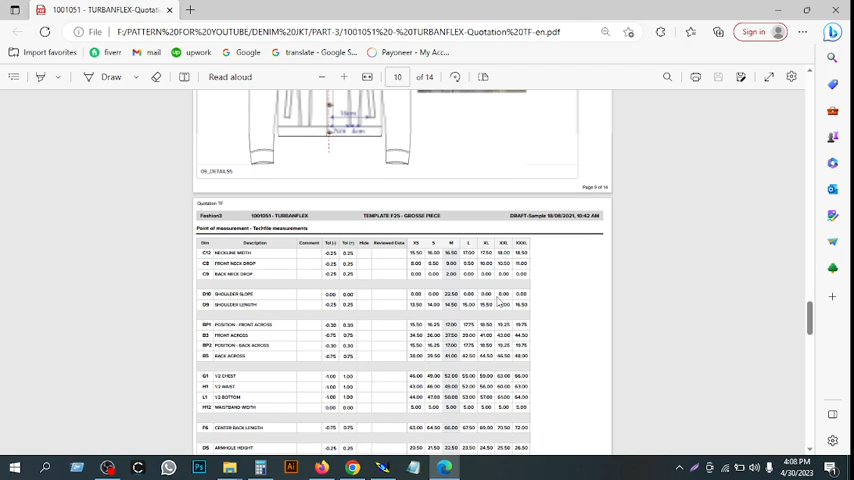 1001051 - TURBANFLEX-Quotation
File F:/PATTERN%20FOR%20YOUTUBE/DENIM%20JKT/PART-3/1001051%20-%20TURBANFLEX-Quotation%20TF-en.pdf
Sign in
Import favorites fiverr mail upwork Google translate - Google S... Payoneer - My Acc...
Draw Read aloud 10 of 14
09_DETAILS5
Page 9 of 14
Quotation TF
Fashion3 1001051 - TURBANFLEX TEMPLATE F25 - GROSSE PIECE DRAFT-Sample 18/08/2021, 10:42 AM
Point of measurement - Techfile measurements
Dim Description Comment Tol (-) Tol (+) Hide Reviewed Data XS S M L XL XXL XXXL
C13 NECKLINE WIDTH -0.25 0.25 15.50 16.00 16.50 17.00 17.50 18.00 18.50
C8 FRONT NECK DROP -0.25 0.25 8.00 8.50 9.00 9.50 10.00 10.50 11.00
C9 BACK NECK DROP -0.25 0.25 0.00 0.00 2.00 0.00 0.00 0.00 0.00
D10 SHOULDER SLOPE 0.00 0.00 0.00 0.00 22.50 0.00 0.00 0.00 0.00
D9 SHOULDER LENGTH -0.25 0.25 13.50 14.00 14.50 15.00 15.50 16.50
BP1 POSITION - FRONT ACROSS -0.30 0.30 15.50 16.25 17.00 17.75 18.50 19.25 19.75
B3 FRONT ACROSS -0.75 0.75 34.50 36.00 37.50 39.00 41.00 43.00 44.50
BP2 POSITION - BACK ACROSS -0.30 0.30 15.50 16.25 17.00 17.75 18.50 19.25 19.75
B5 BACK ACROSS -0.75 0.75 38.00 39.50 41.00 42.50 44.50 46.50 48.00
G1 1/2 CHEST -1.00 1.00 46.00 49.00 52.00 55.00 59.00 63.00 66.00
H1 1/2 WAIST -1.00 1.00 43.00 46.00 49.00 52.00 56.00 60.00 63.00
L1 1/2 BOTTOM -1.00 1.00 44.00 47.00 50.00 53.00 57.00 61.00 64.00
H12 WAISTBAND WIDTH 0.00 0.00 5.00 5.00 5.00 5.00 5.00 5.00 5.00
F6 CENTER BACK LENGTH -0.75 0.75 63.00 64.50 66.00 67.50 69.00 70.50 72.00
D5 ARMHOLE HEIGHT -0.25 0.25 20.50 21.50 22.50 23.50 24.50 25.50 26.50
4:08 PM
4/30/2023